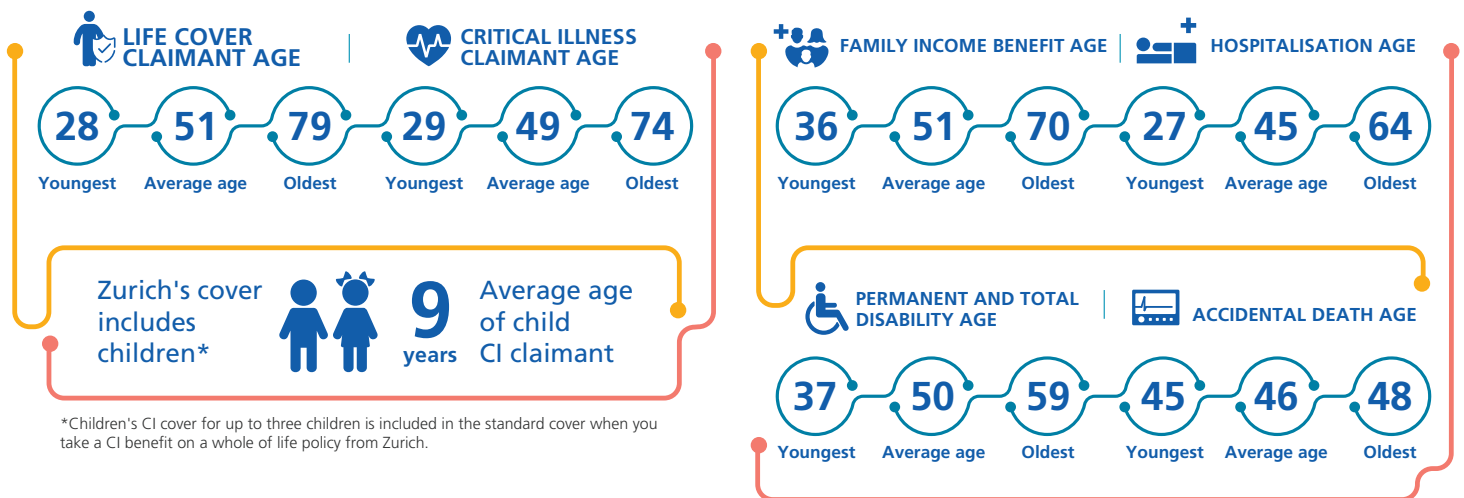 LIFE COVER
CLAIMANT AGE
CRITICAL ILLNESS
CLAIMANT AGE
28 51 79 29 49 74
Youngest Average age Oldest Youngest Average age Oldest
Zurich's cover
includes
children*
9
years
Average age
of child
CI claimant
*Children's CI cover for up to three children is included in the standard cover when you
take a CI benefit on a whole of life policy from Zurich.
FAMILY INCOME BENEFIT AGE
HOSPITALISATION AGE
36 51 70 27 45 64
Youngest Average age Oldest Youngest Average age Oldest
PERMANENT AND TOTAL
DISABILITY AGE
ACCIDENTAL DEATH AGE
37 50 59 45 46 48
Youngest Average age Oldest Youngest Average age Oldest